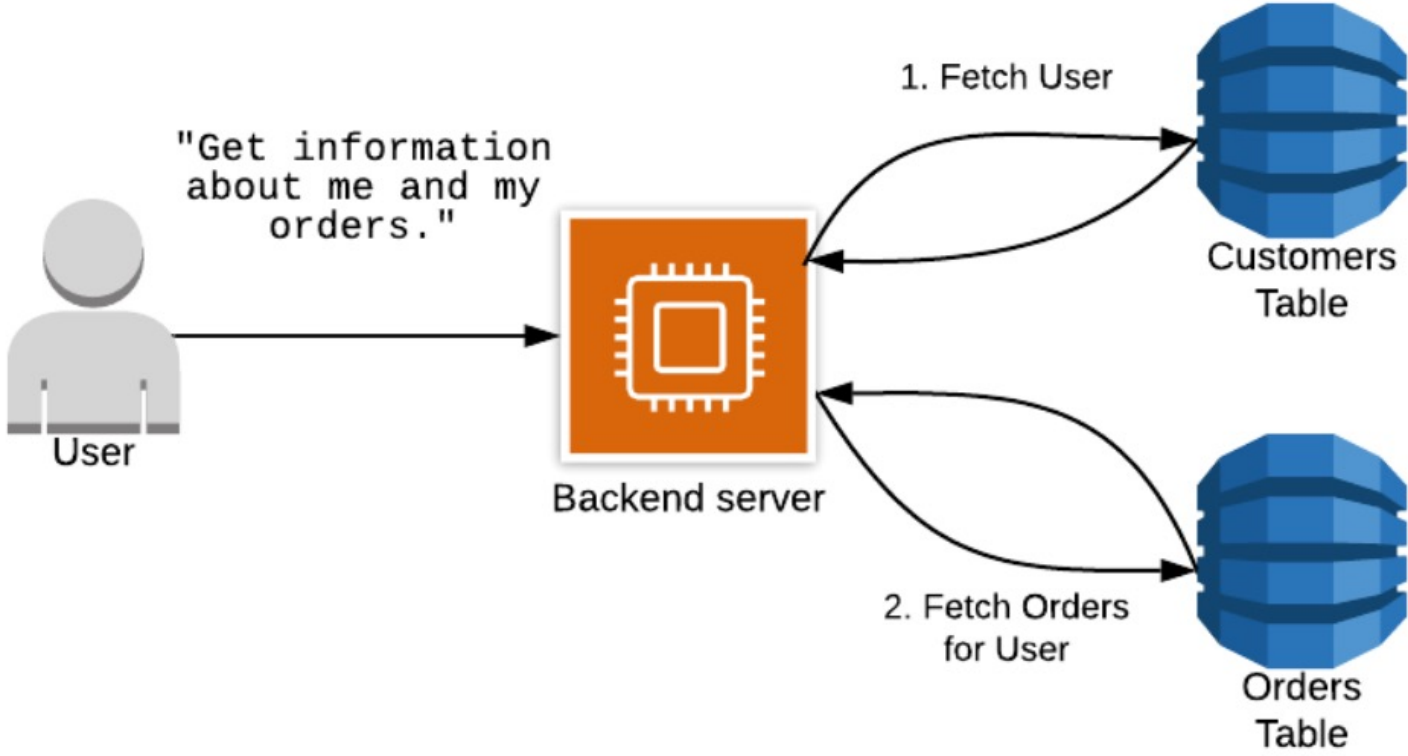 "Get information
about me and my
orders."
User
Backend server
1. Fetch User
Customers
Table
2. Fetch Orders
for User
Orders
Table